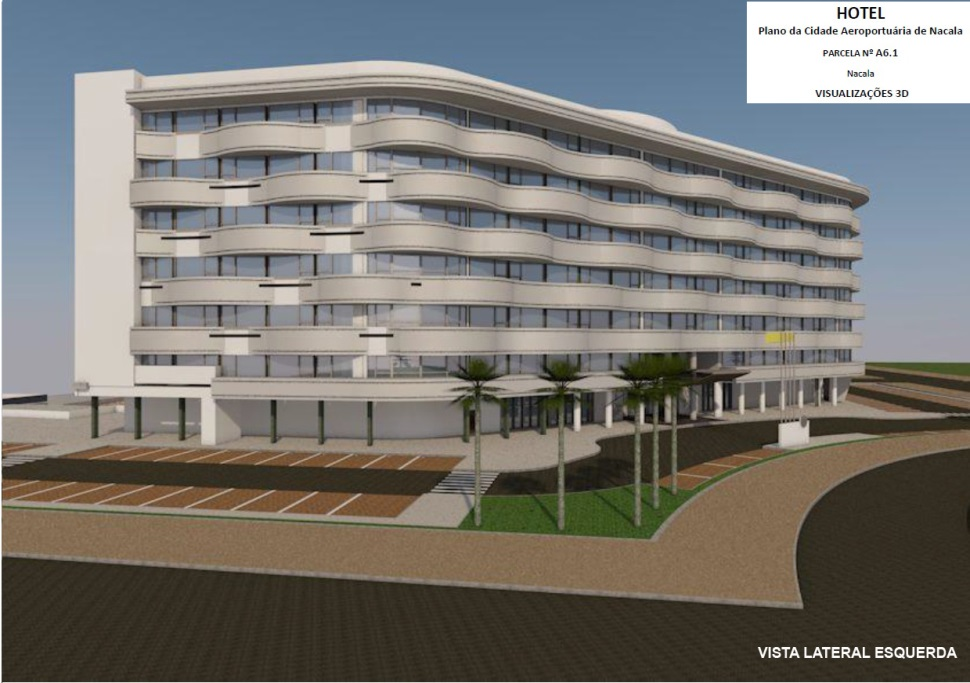 HOTEL
Plano da Cidade Aeroportuária de Nacala
PARCELA Nº A6.1
Nacala
VISUALIZAÇÕES 3D
VISTA LATERAL ESQUERDA